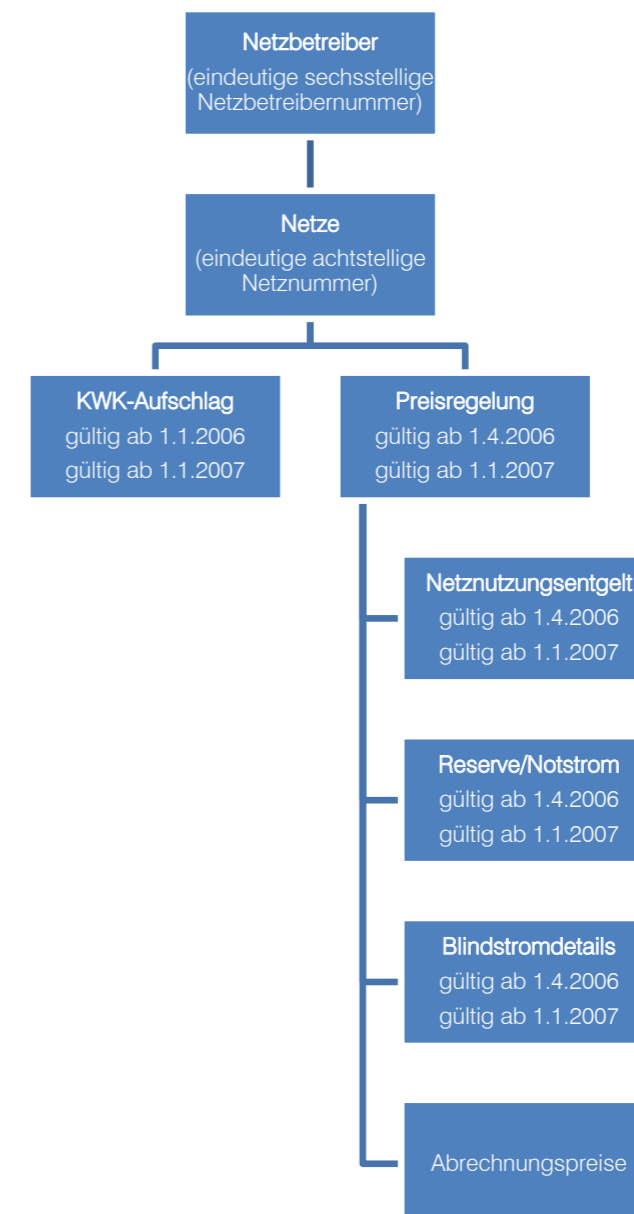 Netzbetreiber
(eindeutige sechsstellige
Netzbetreibernummer)
Netze
(eindeutige achtstellige
Netznummer)
KWK-Aufschlag
gültig ab 1.1.2006
gültig ab 1.1.2007
Preisregelung
gültig ab 1.4.2006
gültig ab 1.1.2007
Netznutzungsentgelt
gültig ab 1.4.2006
gültig ab 1.1.2007
Reserve/Notstrom
gültig ab 1.4.2006
gültig ab 1.1.2007
Blindstromdetails
gültig ab 1.4.2006
gültig ab 1.1.2007
Abrechnungspreise